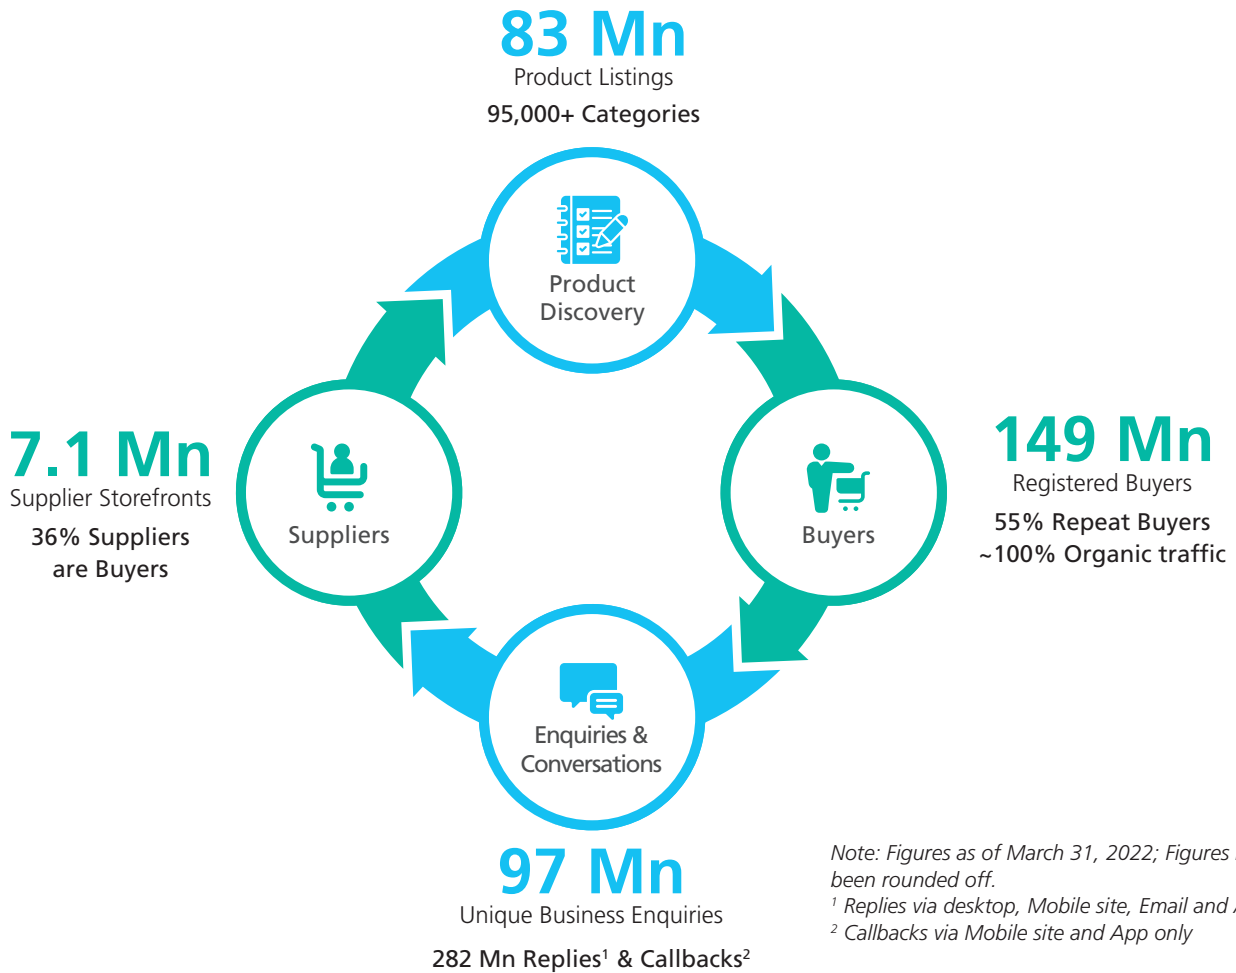 83 Mn
Product Listings
95,000+ Categories
Product
Discovery
7.1 Mn
Supplier Storefronts
36% Suppliers
are Buyers
Suppliers
Buyers
149 Mn
Registered Buyers
55% Repeat Buyers
~100% Organic traffic
Enquiries &
Conversations
97 Mn
Unique Business Enquiries
282 Mn Replies¹ & Callbacks²
Note: Figures as of March 31, 2022; Figures
been rounded off.
¹ Replies via desktop, Mobile site, Email and
² Callbacks via Mobile site and App only